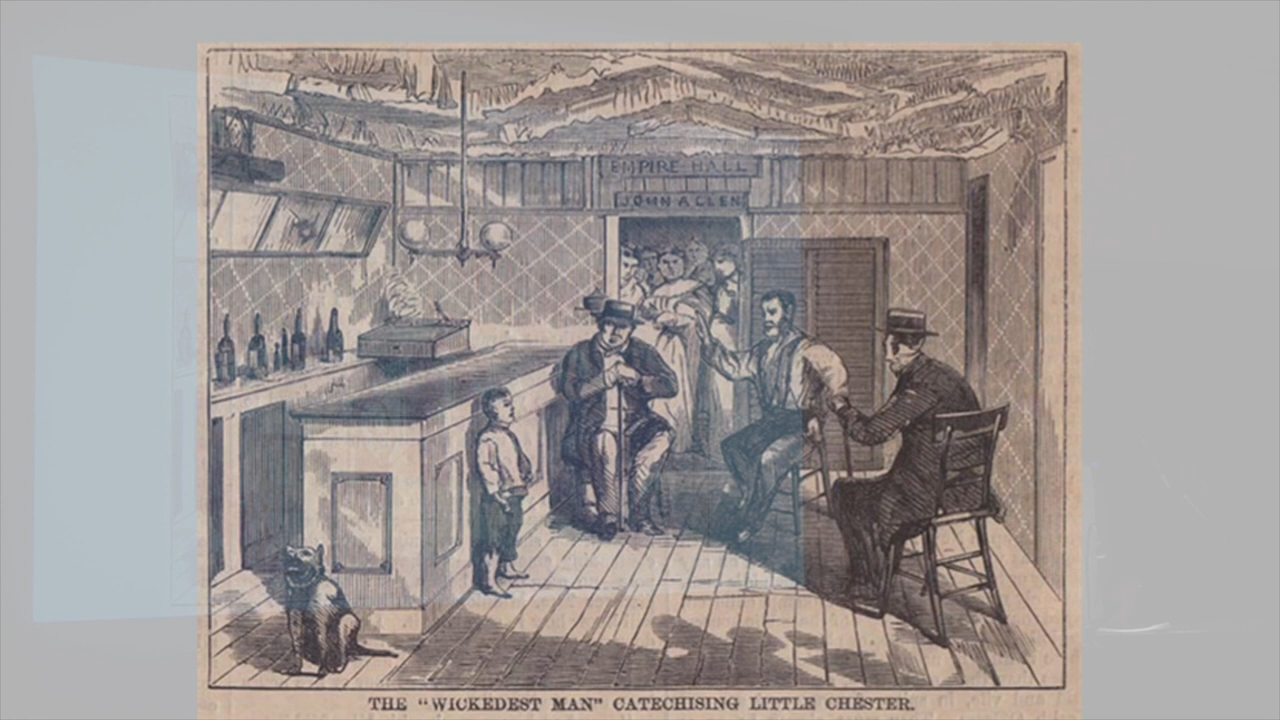 EMPIRE HALL
JOHN ALLEN
THE "WICKEDEST MAN" CATECHISING LITTLE CHESTER.